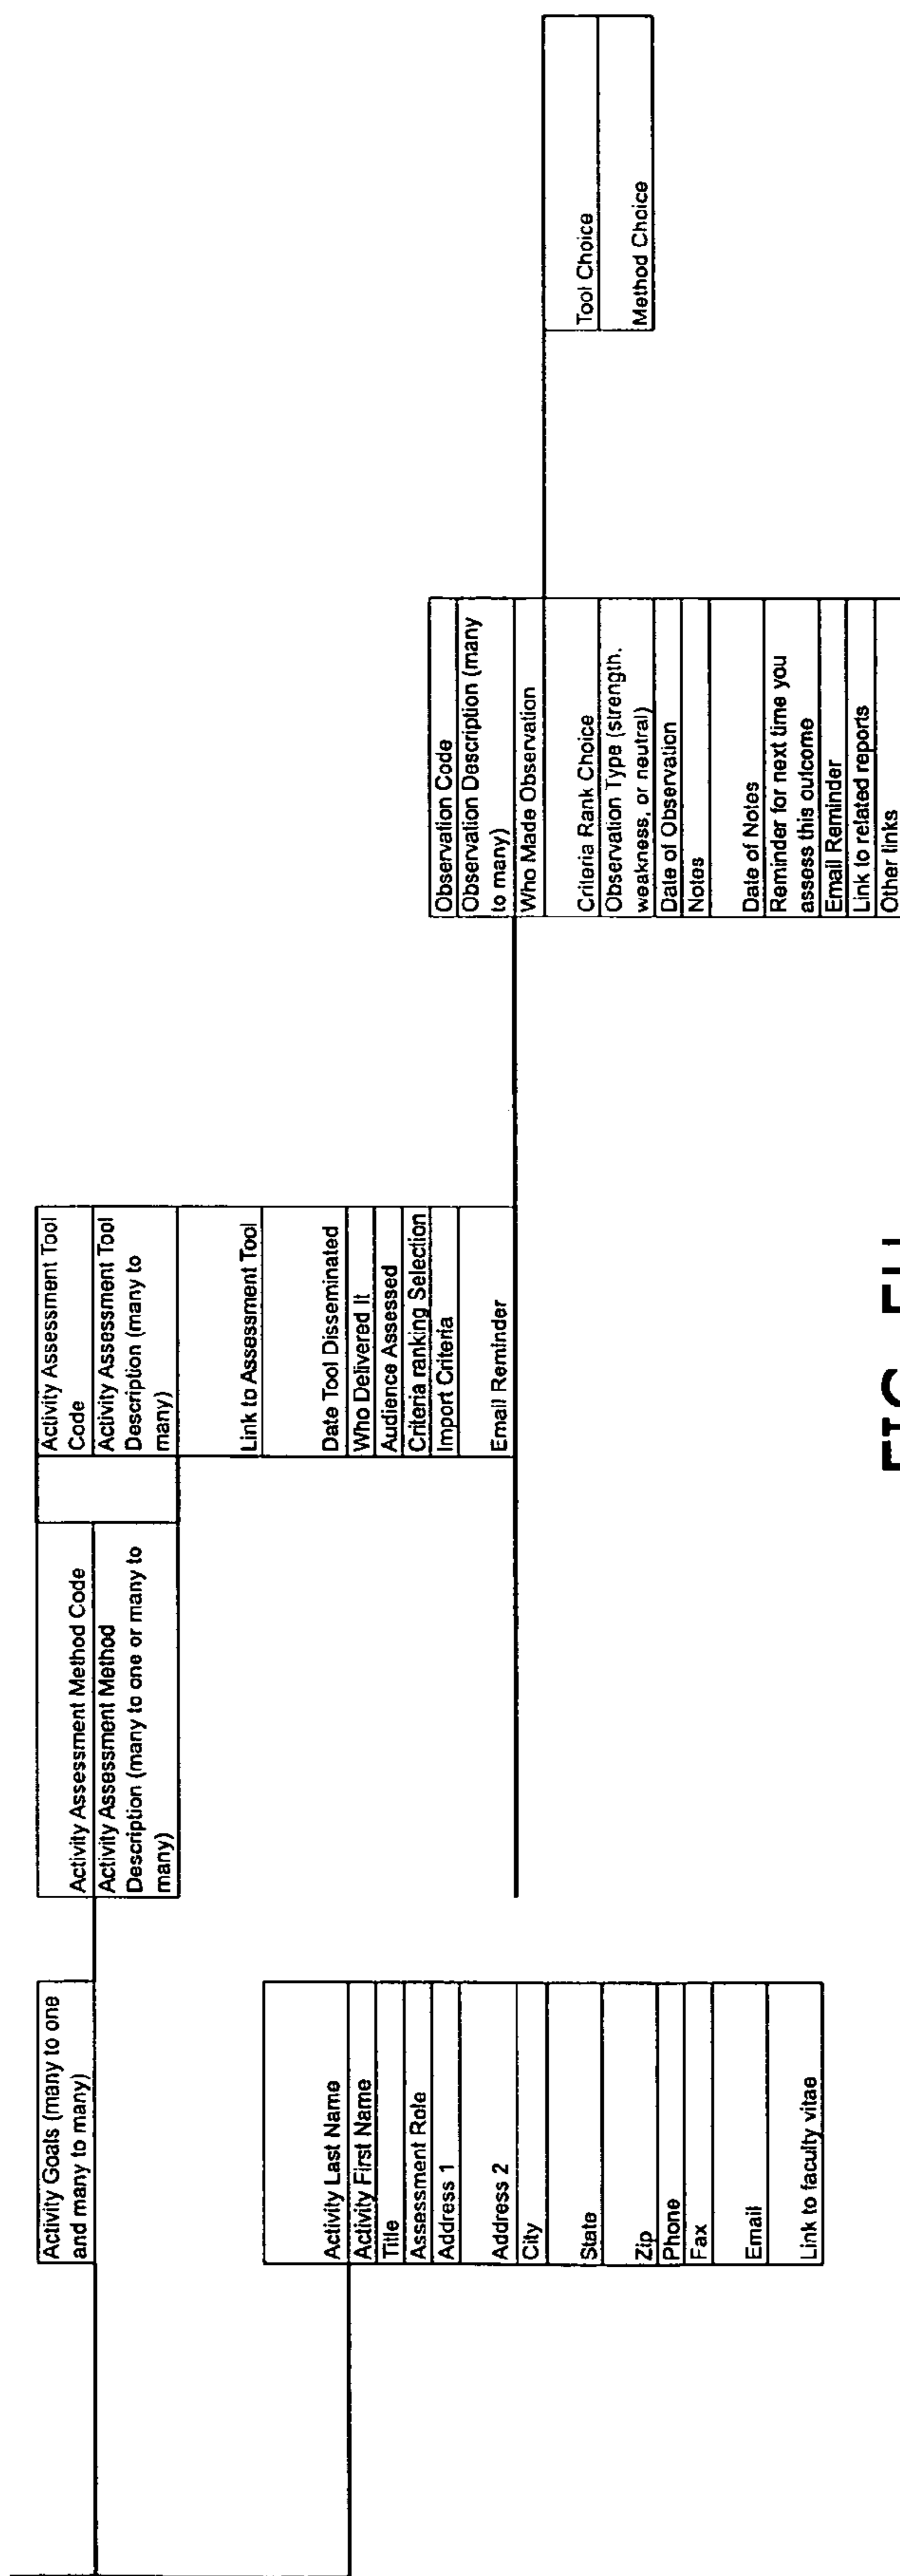 Activity Goals (many to one
and many to many)
Activity Last Name
Activity First Name
Title
Assessment Role
Address 1
Address 2
City
State
Zip
Phone
Fax
Email
Link to faculty vitae
Activity Assessment Method Code
Activity Assessment Method
Description (many to one or many to
many)
Activity Assessment Tool
Code
Activity Assessment Tool
Description (many to
many)
Link to Assessment Tool
Date Tool Disseminated
Who Delivered It
Audience Assessed
Criteria ranking Selection
Import Criteria
Email Reminder
Observation Code
Observation Description (many
to many)
Who Made Observation
Criteria Rank Choice
Observation Type (strength,
weakness, or neutral)
Date of Observation
Notes
Date of Notes
Reminder for next time you
assess this outcome
Email Reminder
Link to related reports
Other links
Tool Choice
Method Choice